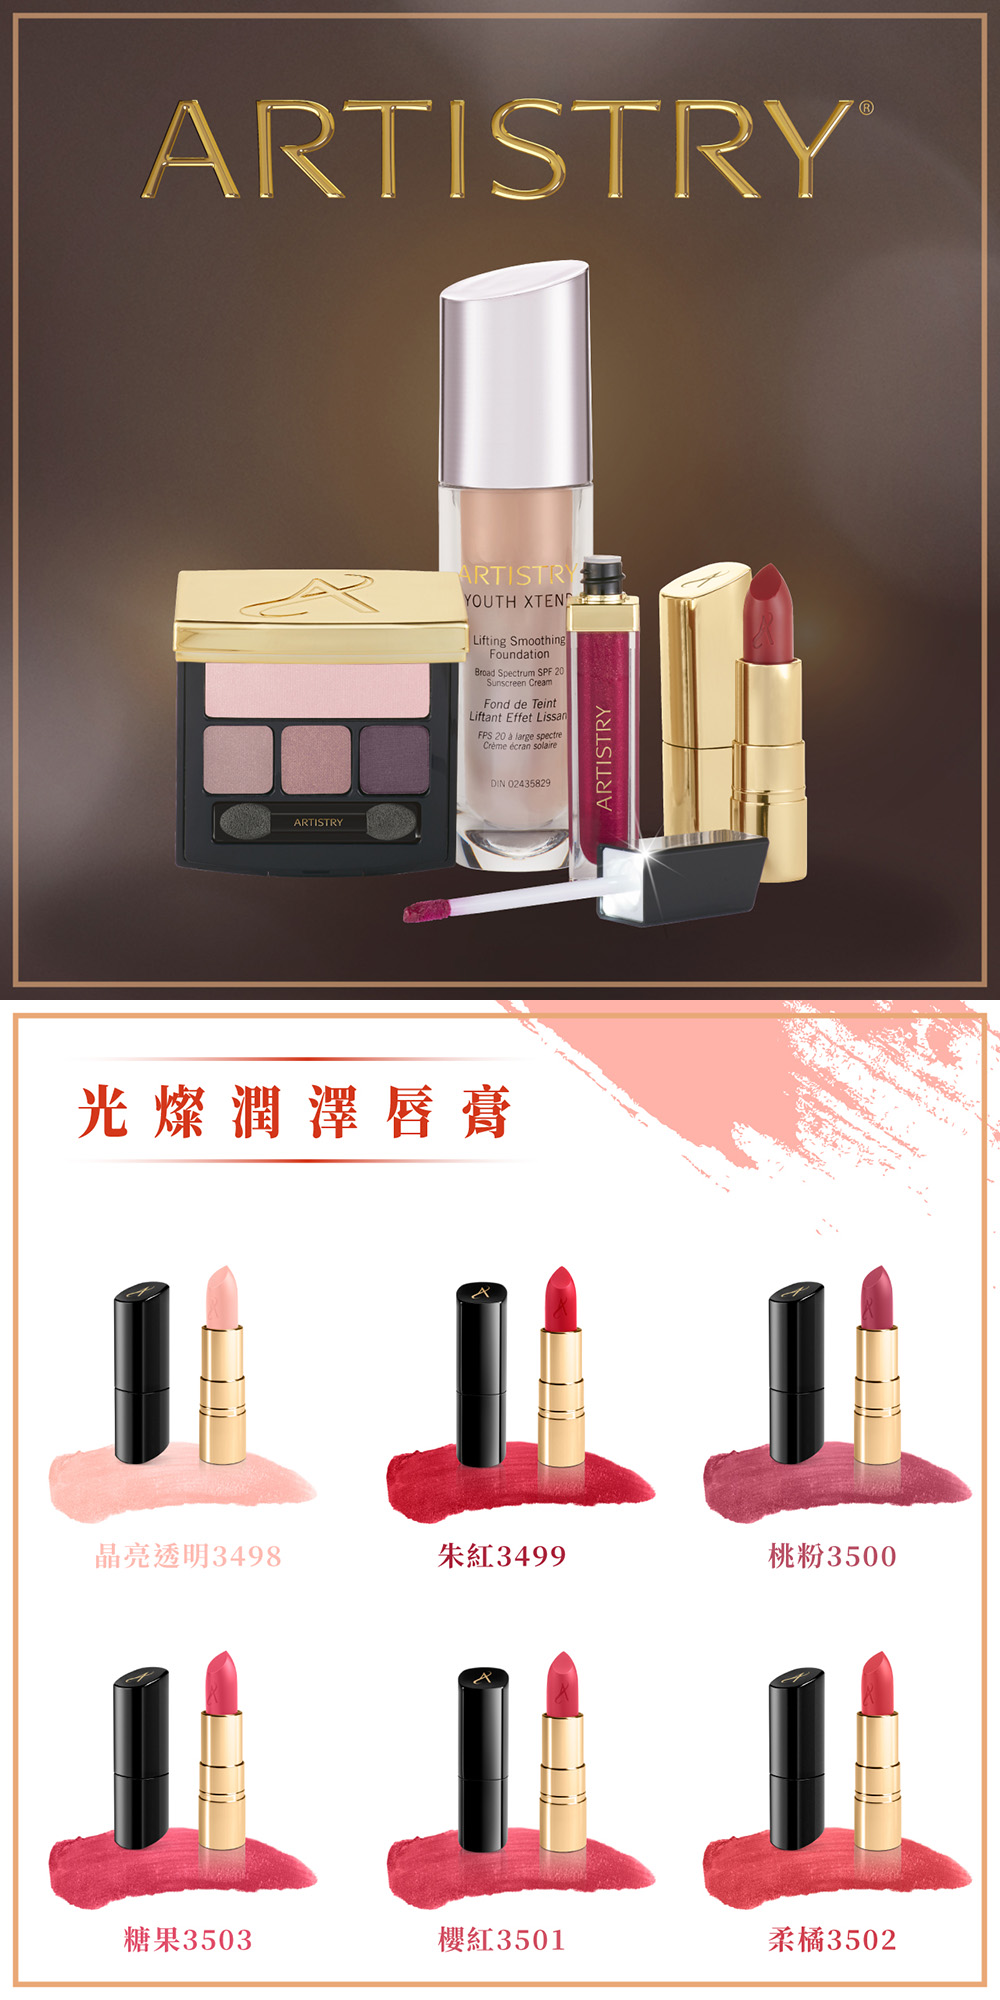 ARTISTRY®
ARTISTRY
YOUTH XTEND
Lifting Smoothing
Foundation
Broad Spectrum SPF 20
Sunscreen Cream
Fond de Teint
Liftant Effet Lissan
FPS 20 à large spectre
Crème écran solaire
DIN 02435829
ARTISTRY
ARTISTRY
光燦潤澤唇膏
晶亮透明3498
朱紅3499
桃粉3500
糖果3503
櫻紅3501
柔橘3502